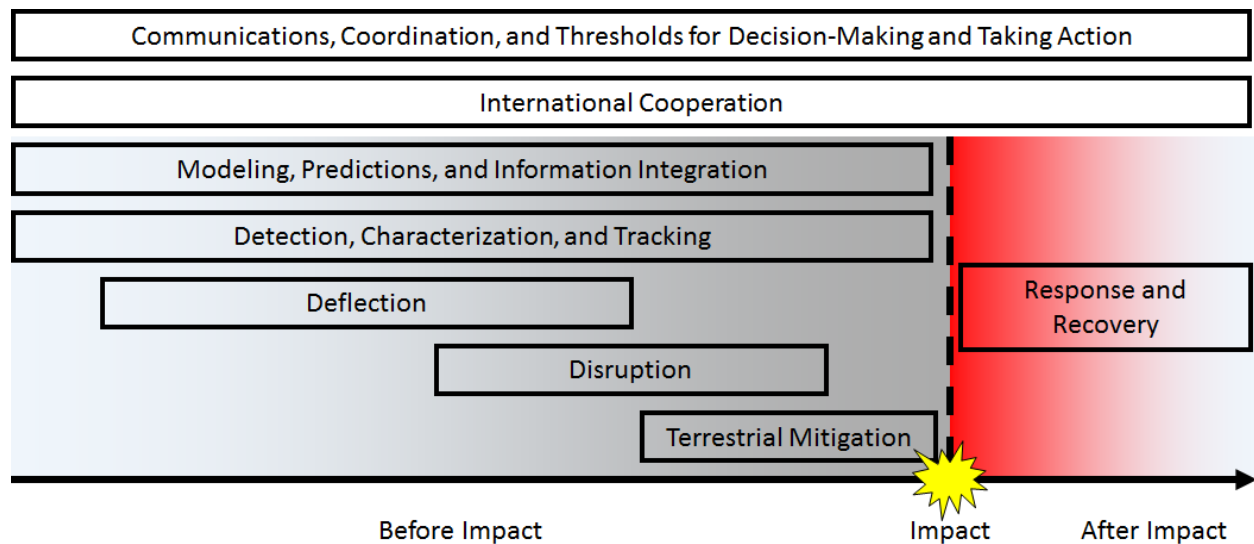 Communications, Coordination, and Thresholds for Decision-Making and Taking Action
International Cooperation
Modeling, Predictions, and Information Integration
Detection, Characterization, and Tracking
Deflection
Response and
Recovery
Disruption
Terrestrial Mitigation
Before Impact
Impact
After Impact